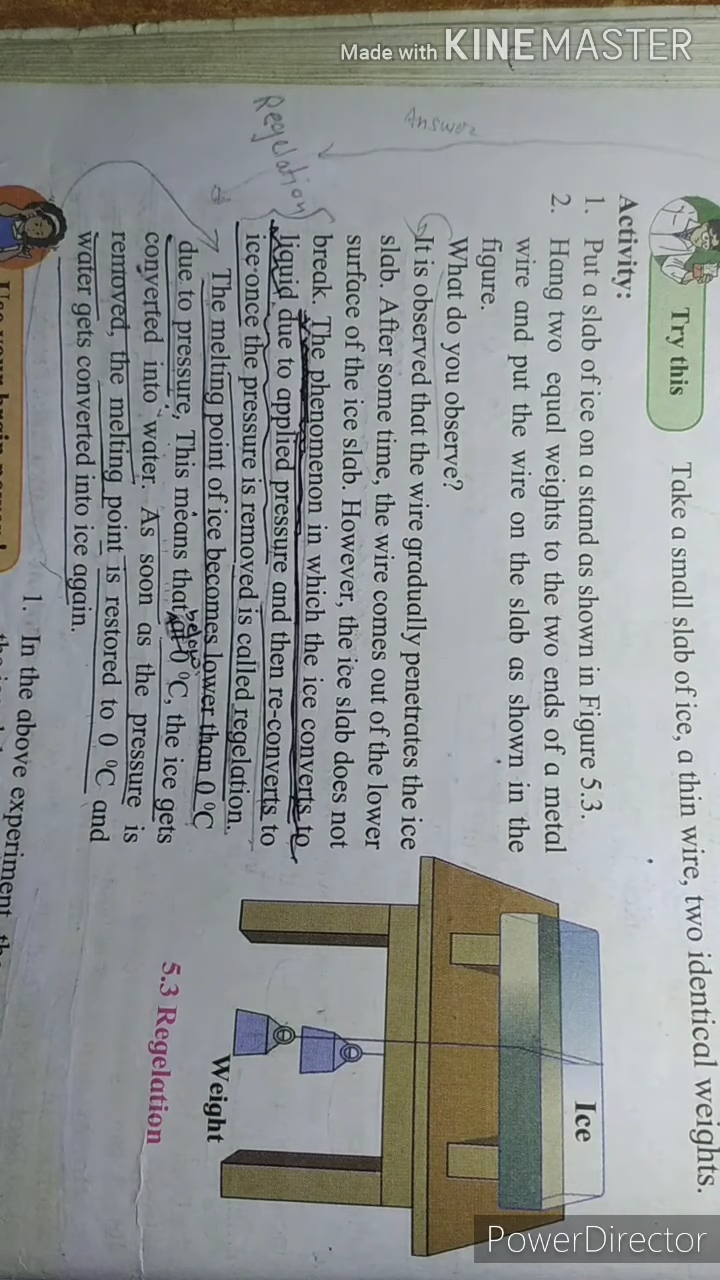 Made with KINEMASTER
Try this
Take a small slab of ice, a thin wire, two identical weights.
Activity:
1. Put a slab of ice on a stand as shown in Figure 5.3.
2. Hang two equal weights to the two ends of a metal
wire and put the wire on the slab as shown in the
figure.
What do you observe?
It is observed that the wire gradually penetrates the ice
slab. After some time, the wire comes out of the lower
surface of the ice slab. However, the ice slab does not
break. The phenomenon in which the ice converts to
liquid due to applied pressure and then re-converts to
ice once the pressure is removed is called regelation.
The melting point of ice becomes lower than 0 °C
due to pressure, This means that at 0 °C, the ice gets
below
converted into water. As soon as the pressure is
removed, the melting point is restored to 0 °C and
water gets converted into ice again.
Answer
Regelation
Ice
Weight
5.3 Regelation
Use your brain power!
1. In the above experiment, the
PowerDirector